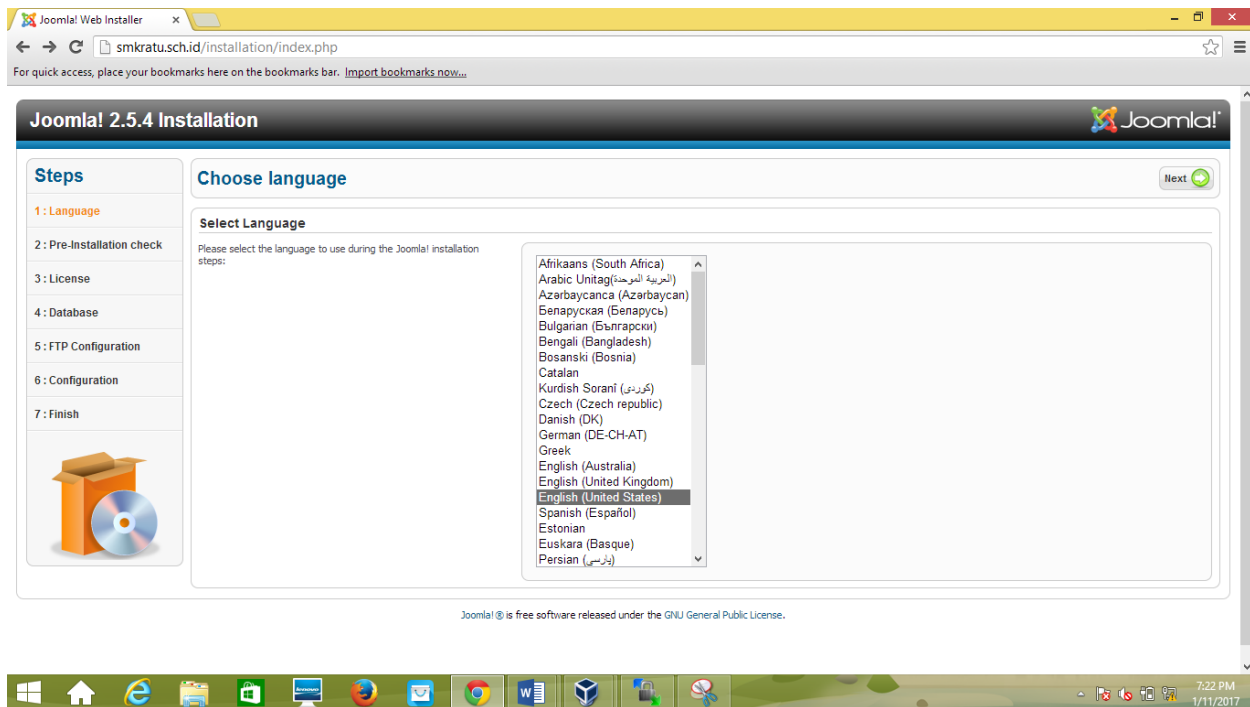 Joomla! Web Installer
smkratu.sch.id/installation/index.php
For quick access, place your bookmarks here on the bookmarks bar. Import bookmarks now...
Joomla! 2.5.4 Installation
Joomla!
Steps
1 : Language
2 : Pre-Installation check
3 : License
4 : Database
5 : FTP Configuration
6 : Configuration
7 : Finish
Choose language
Next
Select Language
Please select the language to use during the Joomla! installation
steps:
Afrikaans (South Africa)
Arabic Unitag(العربية الموحدة)
Azərbaycanca (Azərbaycan)
Беларуская (Беларусь)
Bulgarian (Български)
Bengali (Bangladesh)
Bosanski (Bosnia)
Catalan
Kurdish Soranî (کوردی)
Czech (Czech republic)
Danish (DK)
German (DE-CH-AT)
Greek
English (Australia)
English (United Kingdom)
English (United States)
Spanish (Español)
Estonian
Euskara (Basque)
Persian (پارسی)
Joomla! ® is free software released under the GNU General Public License.
lenovo
7:22 PM
1/11/2017